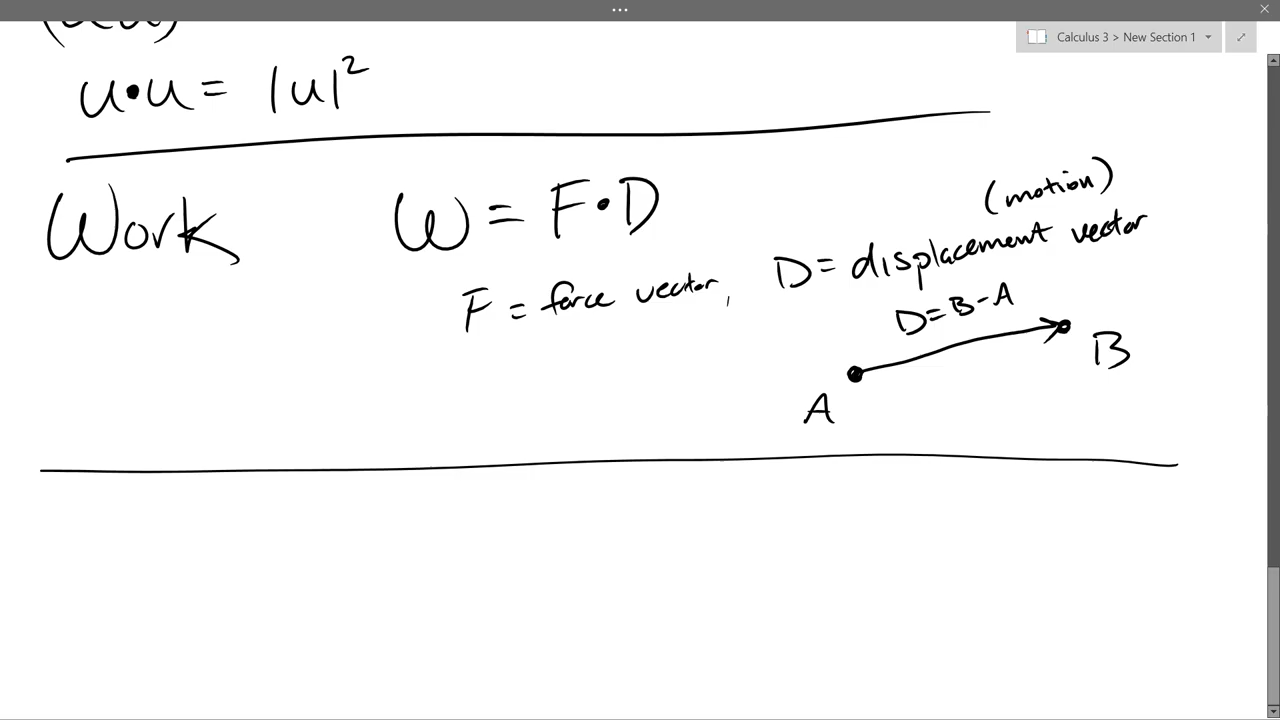 Calculus 3 > New Section 1
u•u = |u|²
Work
W = F•D
(motion)
F = force vector, D = displacement vector
D = B - A
A
B